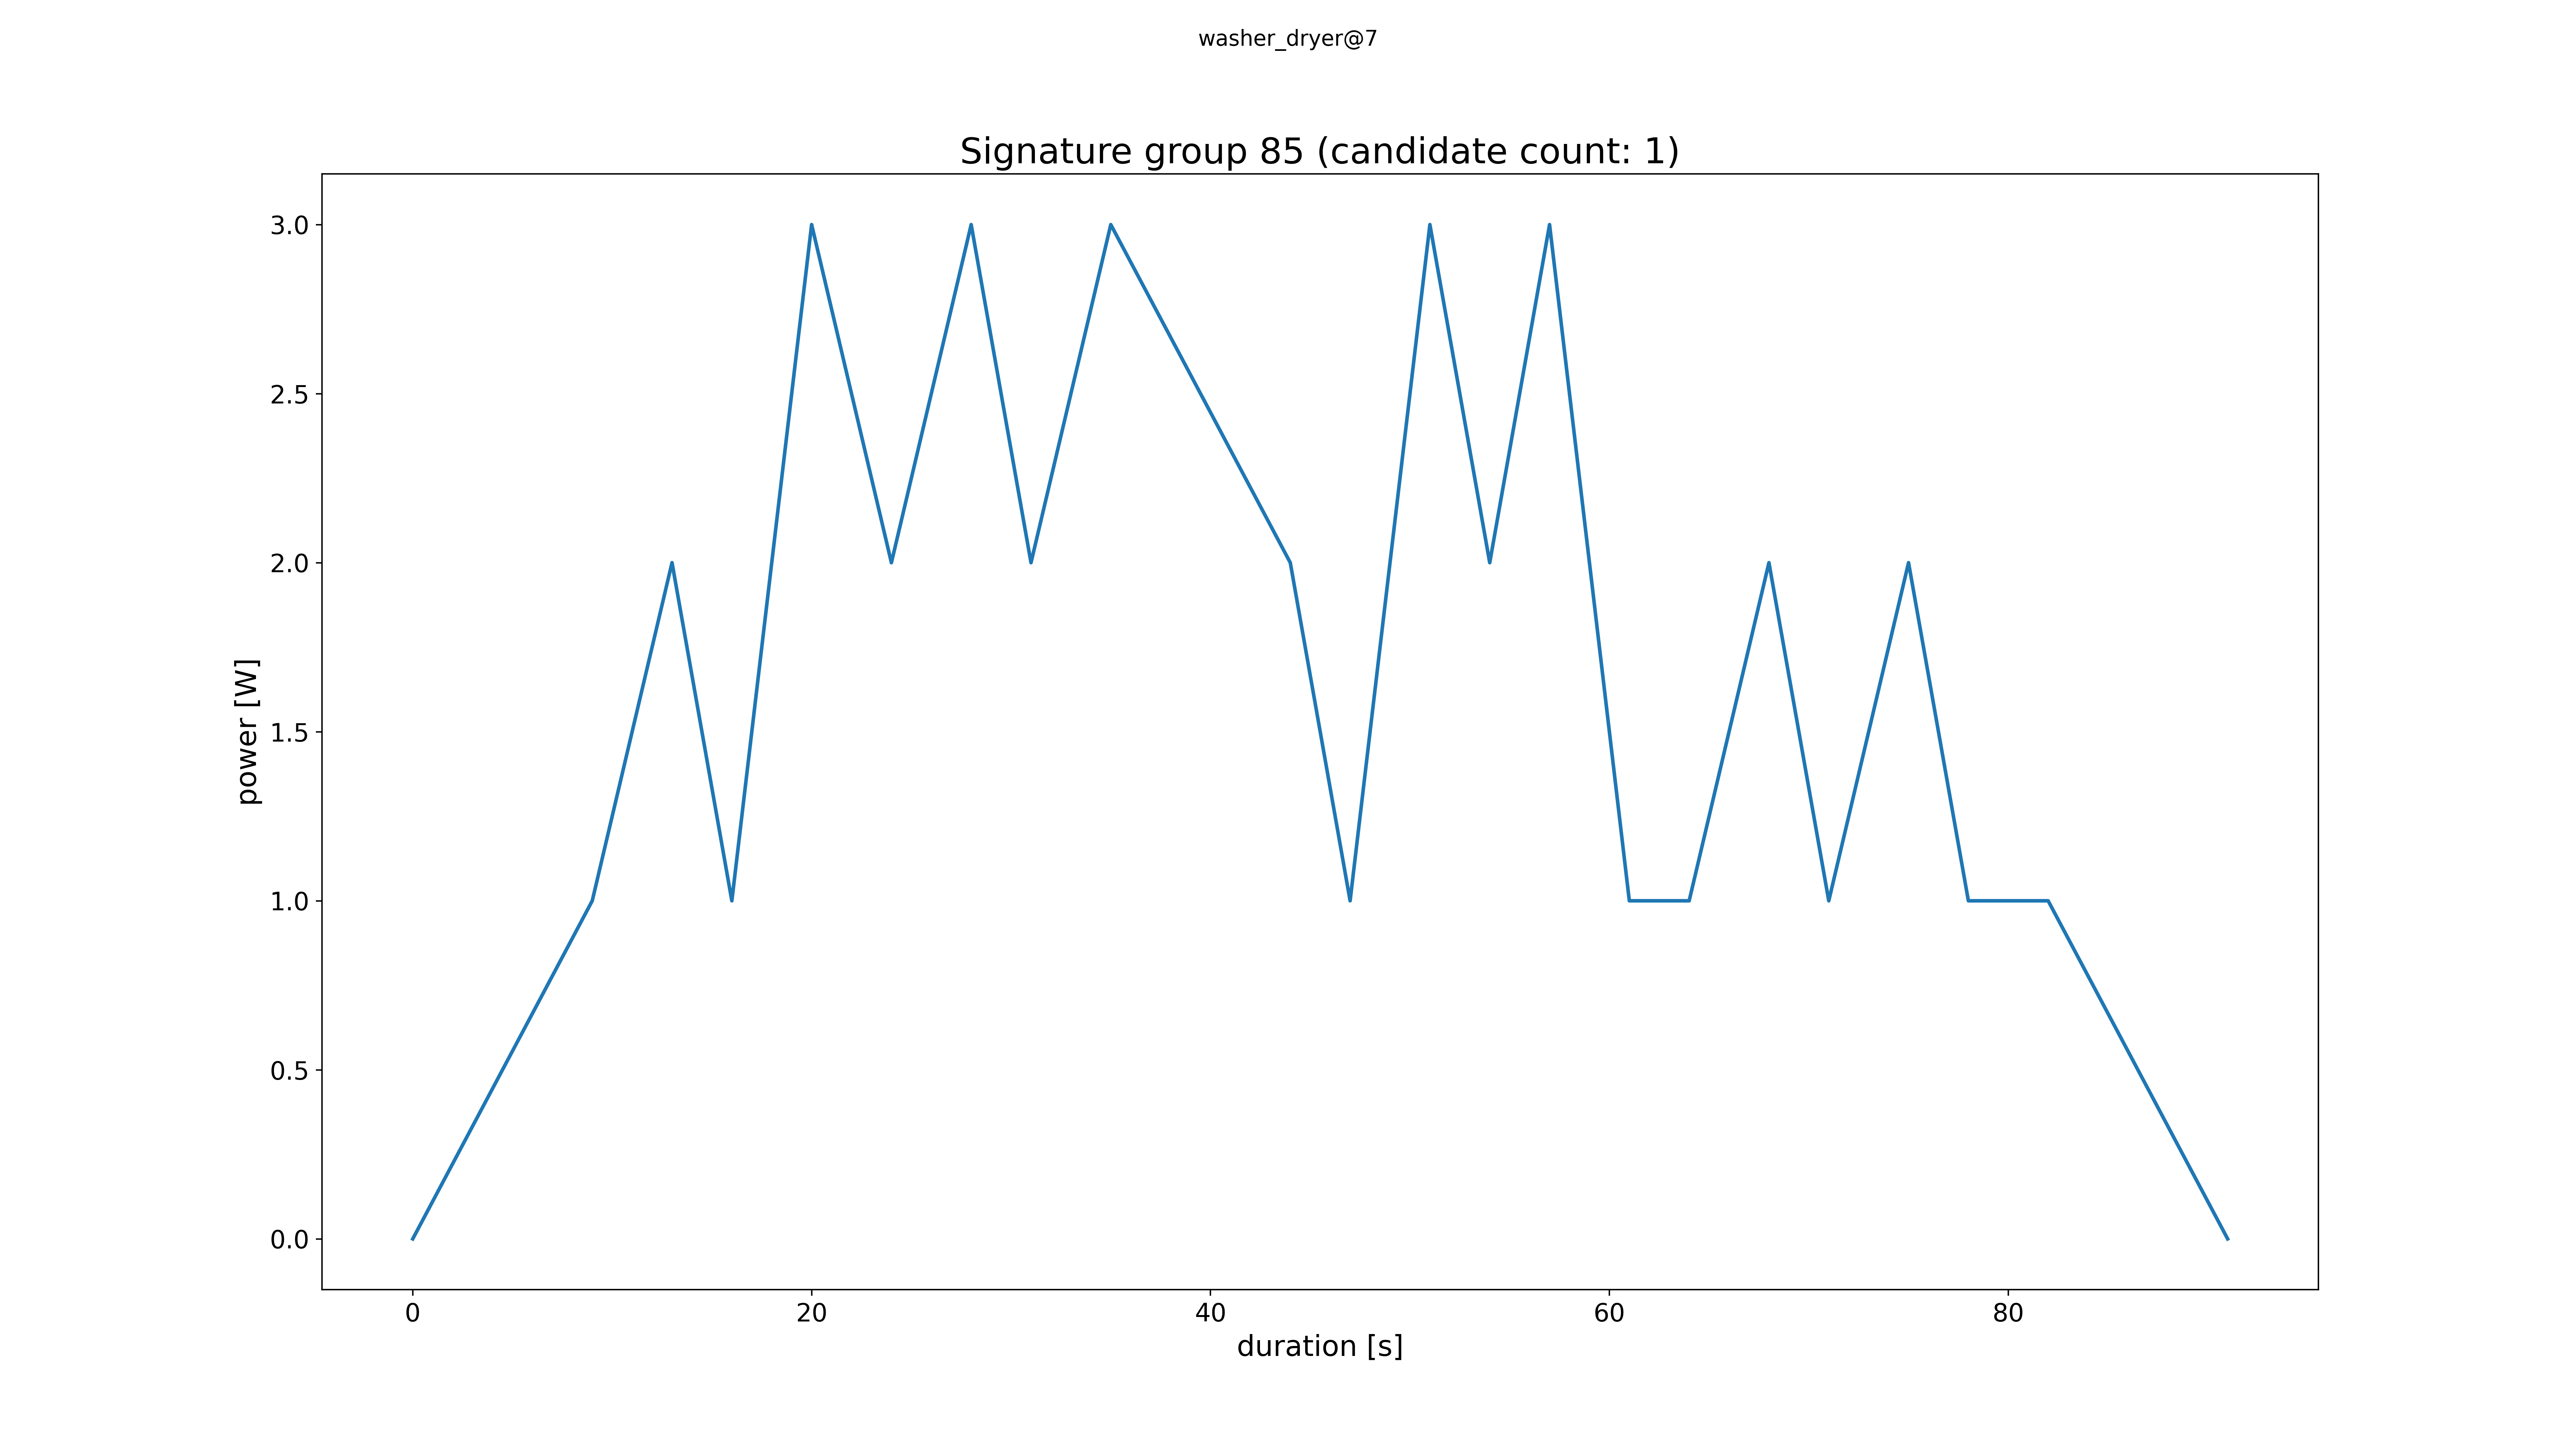 washer_dryer@7
Signature group 85 (candidate count: 1)
3.0
2.5
2.0
1.5
1.0
0.5
0.0
power [W]
0 20 40 60 80
duration [s]